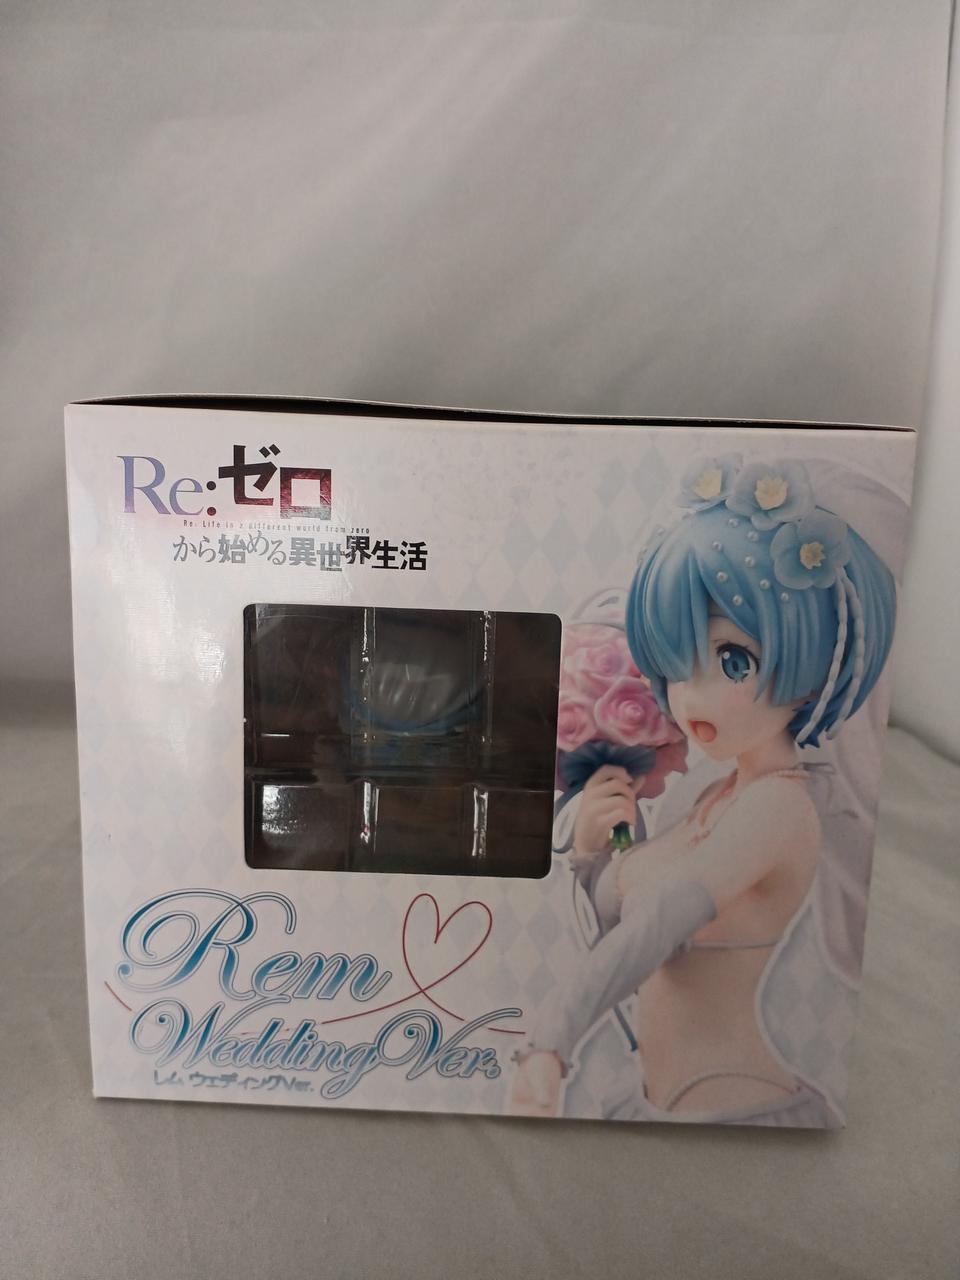 Re:ゼロ
Re: Life in a different world from zero
から始める異世界生活
Rem
Wedding Ver.
レム ウエディングVer.